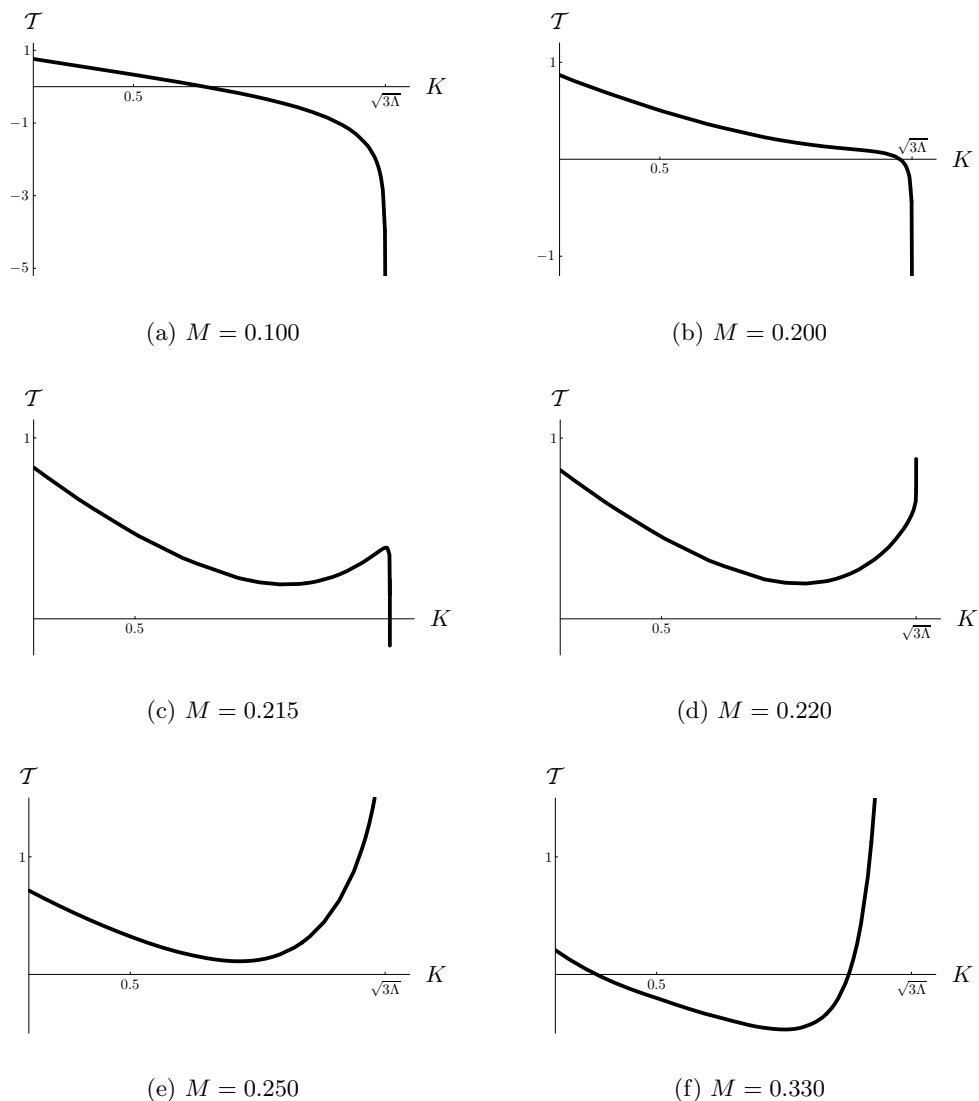 𝒯
1
0.5
√3Λ
K
−1
−3
−5
(a) M = 0.100
𝒯
1
0.5
√3Λ
K
−1
(b) M = 0.200
𝒯
1
0.5
K
(c) M = 0.215
𝒯
0.5
√3Λ
K
1
(d) M = 0.220
𝒯
1
0.5
√3Λ
K
(e) M = 0.250
𝒯
1
0.5
√3Λ
K
(f) M = 0.330